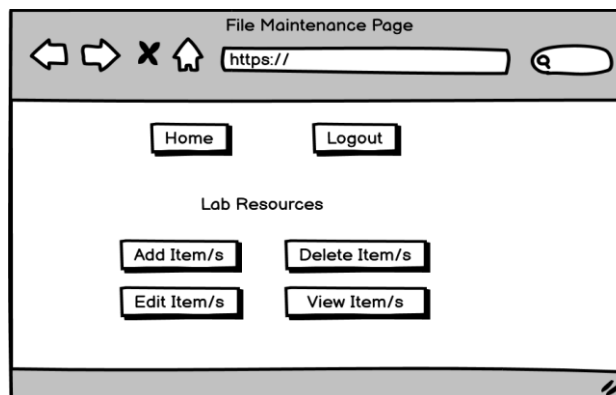 File Maintenance Page
https://
Home Logout
Lab Resources
Add Item/s Delete Item/s
Edit Item/s View Item/s